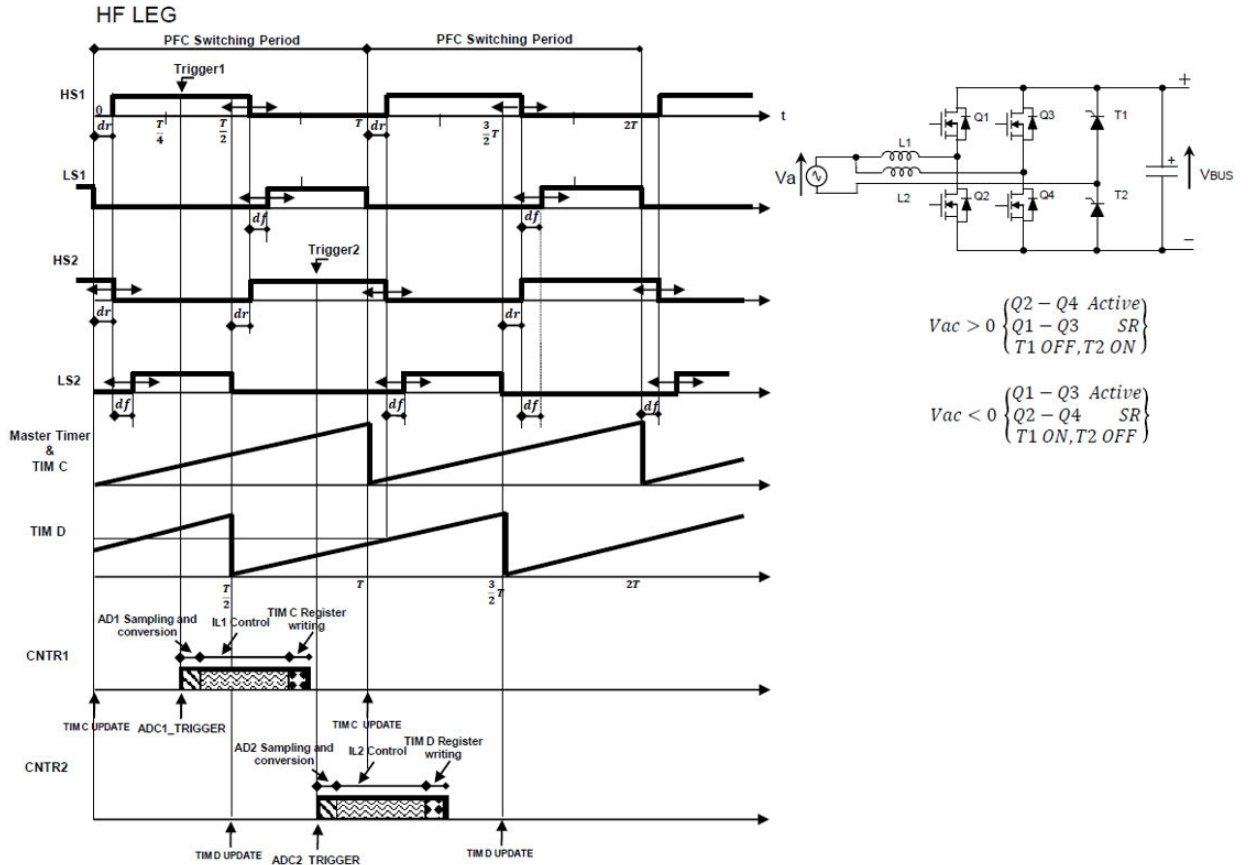 HF LEG
PFC Switching Period
PFC Switching Period
Trigger1
HS1
0
dr
T/4
T/2
T
dr
3/2 T
2T
t
LS1
df
df
Trigger2
HS2
dr
dr
dr
LS2
df
df
df
df
Master Timer
&
TIM C
TIM D
T/2
T
3/2 T
2T
AD1 Sampling and
conversion
IL1 Control
TIM C Register
writing
CNTR1
TIM C UPDATE
ADC1_TRIGGER
TIM C UPDATE
AD2 Sampling and
conversion
IL2 Control
TIM D Register
writing
CNTR2
TIM D UPDATE
ADC2_TRIGGER
TIM D UPDATE
+
Q1
Q3
T1
L1
Va
+
VBUS
L2
Q2
Q4
T2
−
Vac > 0 { Q2 − Q4 Active
Q1 − Q3 SR
T1 OFF, T2 ON }
Vac < 0 { Q1 − Q3 Active
Q2 − Q4 SR
T1 ON, T2 OFF }